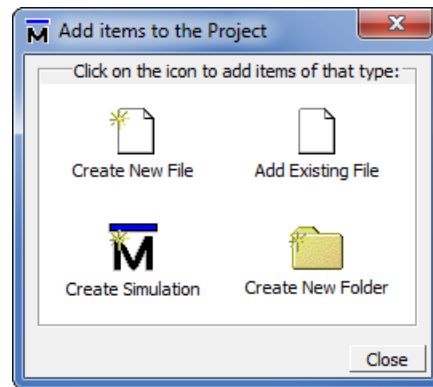 Add items to the Project
Click on the icon to add items of that type:
Create New File Add Existing File
Create Simulation Create New Folder
Close